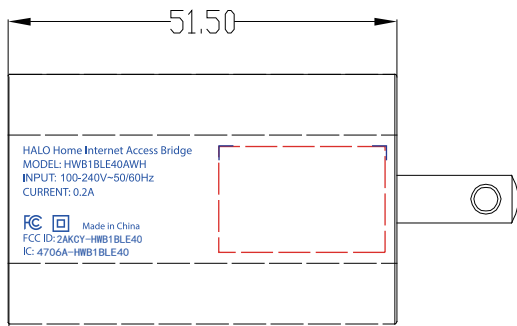 51.50
HALO Home Internet Access Bridge
MODEL: HWB1BLE40AWH
INPUT: 100-240V~50/60Hz
CURRENT: 0.2A
FC Made in China
FCC ID: 2AKCY-HWB1BLE40
IC: 4706A-HWB1BLE40